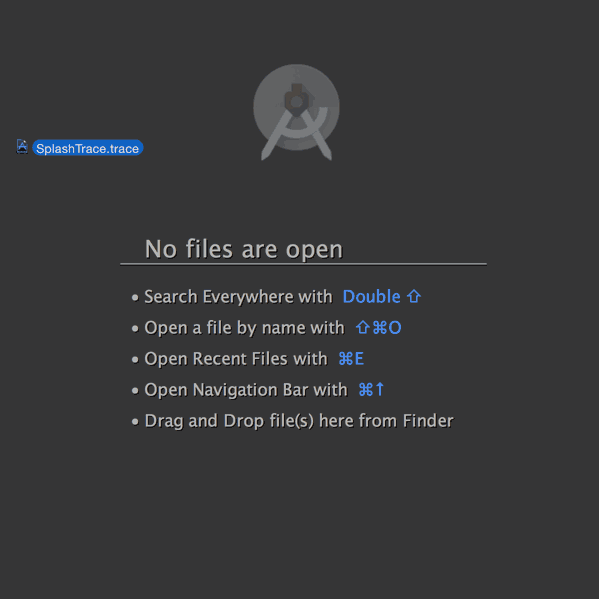 SplashTrace.trace
No files are open
• Search Everywhere with Double ⇧
• Open a file by name with ⇧⌘O
• Open Recent Files with ⌘E
• Open Navigation Bar with ⌘↑
• Drag and Drop file(s) here from Finder